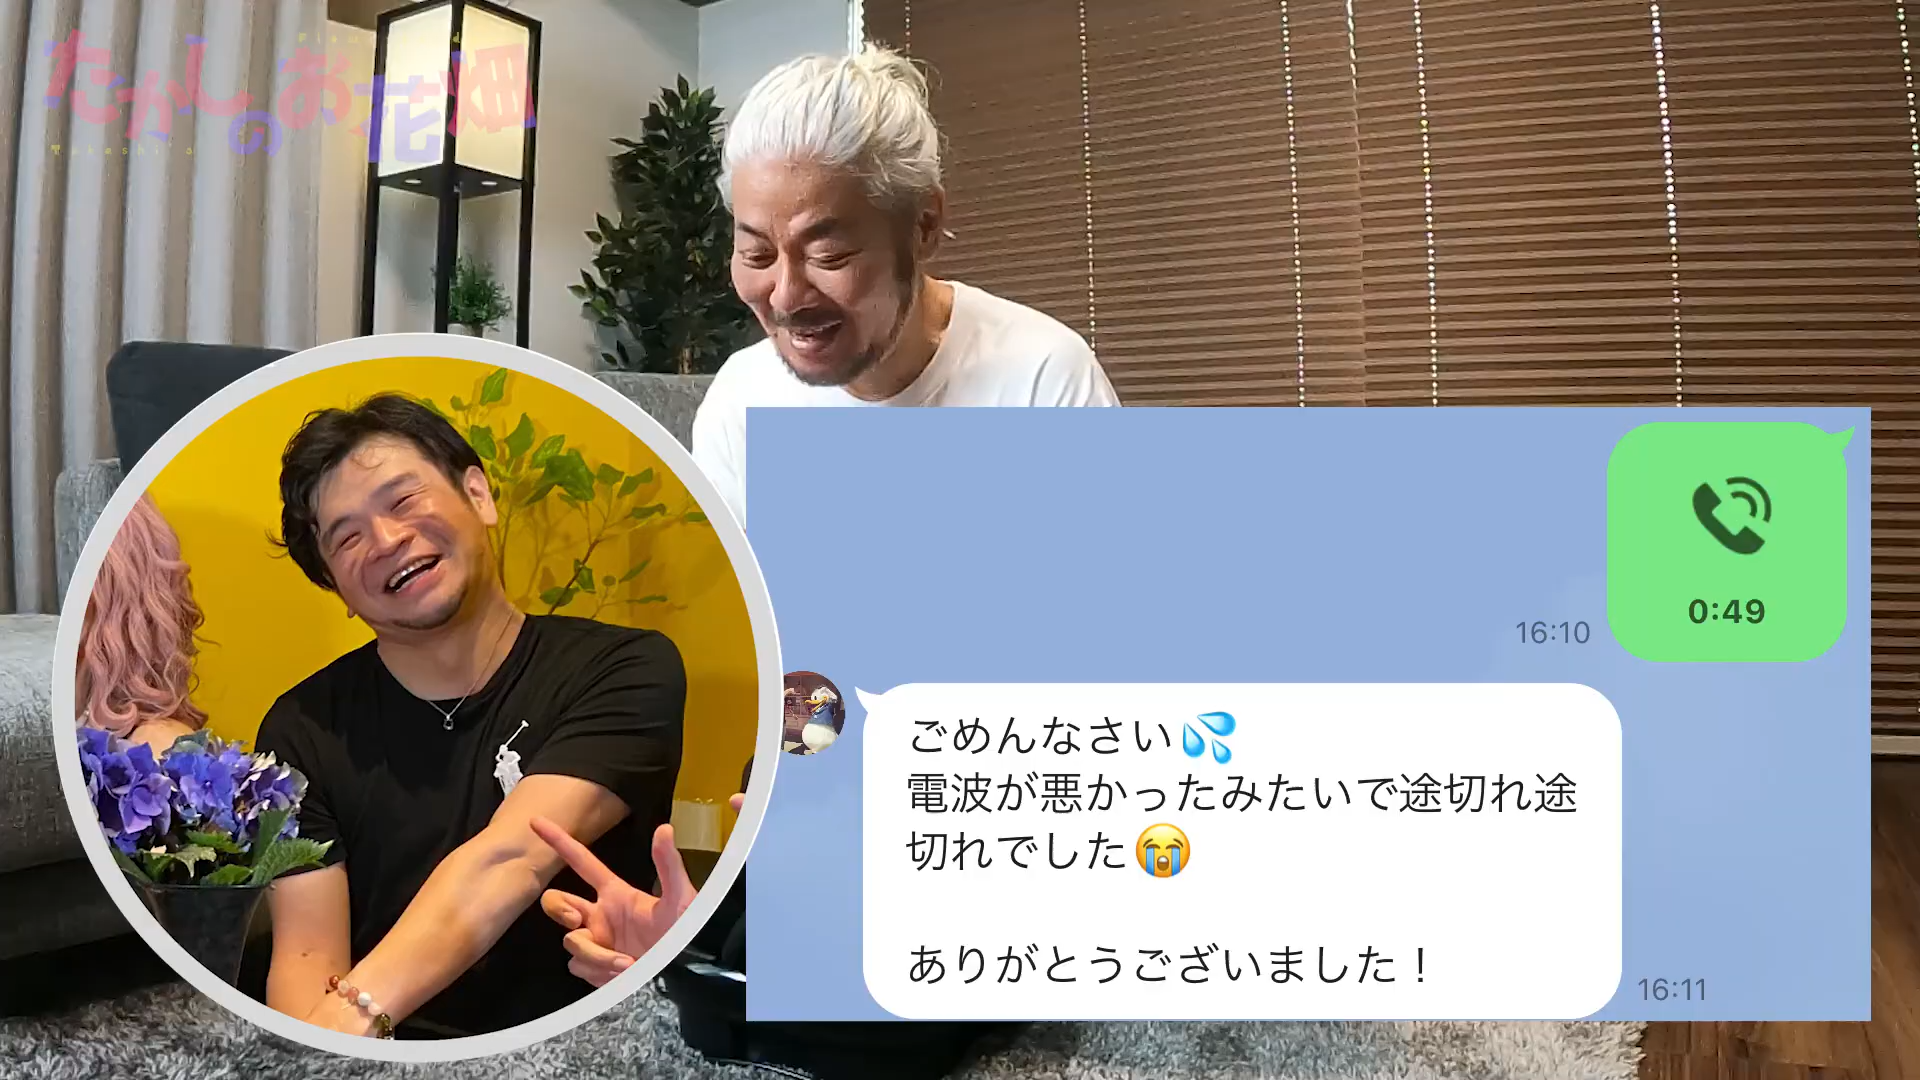 たかしのお花畑
Takashi's
0:49
16:10
ごめんなさい💦
電波が悪かったみたいで途切れ途
切れでした😭
ありがとうございました！
16:11